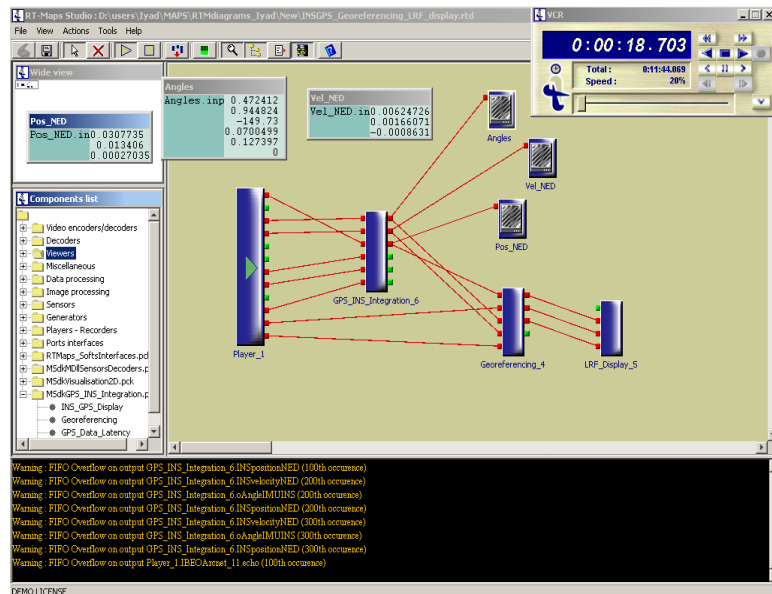 RT-Maps Studio : D:\users\Iyad\MAPS\RTMdiagrams_Iyad\New\INSGPS_Georeferencing_LRF_display.rtd
File View Actions Tools Help
VCR
0:00:18.703
Total : 0:11:44.069
Speed : 20%
Wide view
Pos_NED
Pos_NED.in0.0307735
0.013406
0.00027035
Angles
Angles.inp 0.472412
0.944824
-149.73
0.0700499
0.127397
0
Vel_NED
Vel_NED.in0.00624726
0.00166071
-0.0008631
Components list
Video encoders/decoders
Decoders
Viewers
Miscellaneous
Data processing
Image processing
Sensors
Generators
Players - Recorders
Ports interfaces
RTMaps_SoftsInterfaces.pcl
MSdkMDllSensorsDecoders.p
MSdkVisualisation2D.pck
MSdkGPS_INS_Integration.p
INS_GPS_Display
Georeferencing
GPS_Data_Latency
Angles
Vel_NED
Pos_NED
GPS_INS_Integration_6
Player_1
Georeferencing_4
LRF_Display_5
Warning : FIFO Overflow on output GPS_INS_Integration_6.INSpositionNED (100th occurence)
Warning : FIFO Overflow on output GPS_INS_Integration_6.INSvelocityNED (200th occurence)
Warning : FIFO Overflow on output GPS_INS_Integration_6.oAngleIMUINS (200th occurence)
Warning : FIFO Overflow on output GPS_INS_Integration_6.INSpositionNED (200th occurence)
Warning : FIFO Overflow on output GPS_INS_Integration_6.INSvelocityNED (300th occurence)
Warning : FIFO Overflow on output GPS_INS_Integration_6.oAngleIMUINS (300th occurence)
Warning : FIFO Overflow on output GPS_INS_Integration_6.INSpositionNED (300th occurence)
Warning : FIFO Overflow on output Player_1.IBEOArcnet_11.echo (100th occurence)
DEMO LICENSE